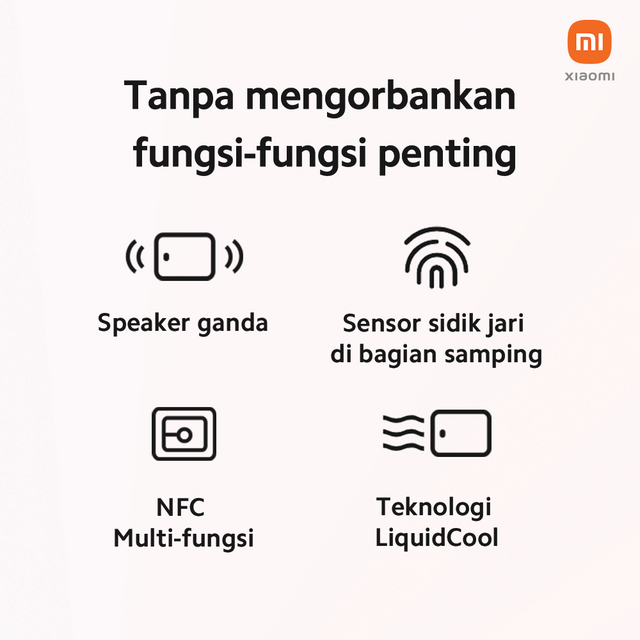 mi
xiaomi
Tanpa mengorbankan
fungsi-fungsi penting
Speaker ganda
Sensor sidik jari
di bagian samping
NFC
Multi-fungsi
Teknologi
LiquidCool